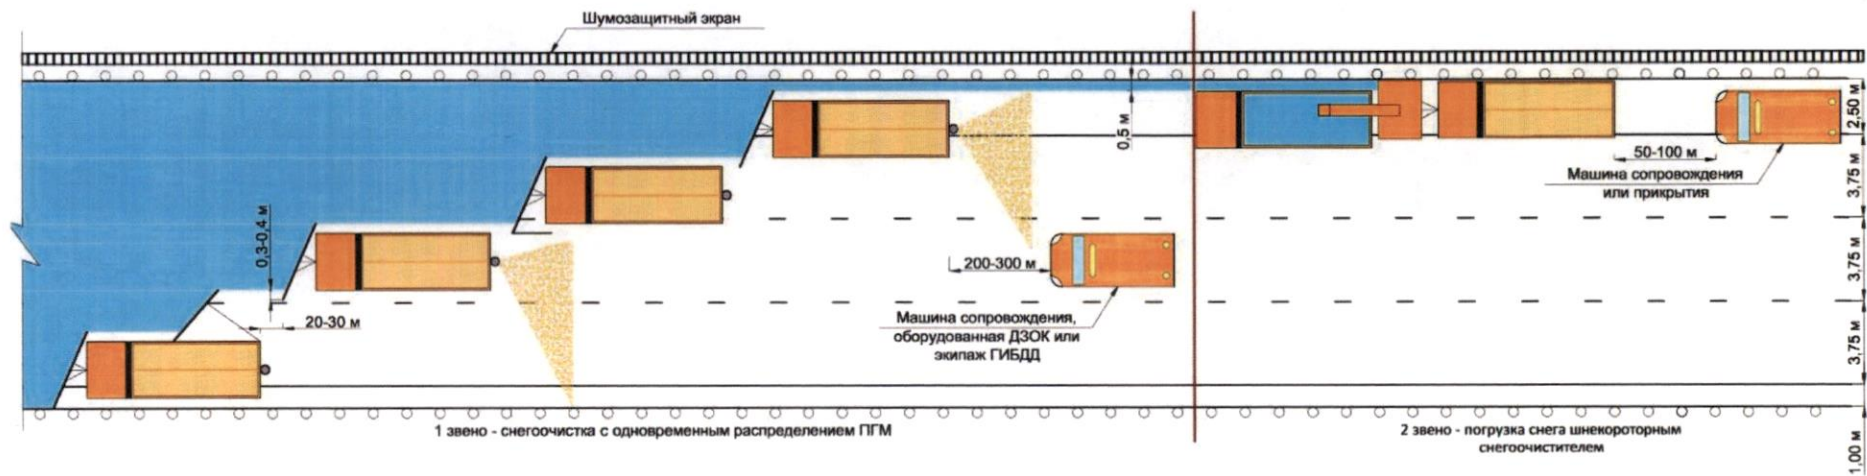 Шумозащитный экран
0,5 м
2,50 м
50-100 м
Машина сопровождения
или прикрытия
3,75 м
0,3-0,4 м
3,75 м
200-300 м
20-30 м
Машина сопровождения,
оборудованная ДЗОК или
экипаж ГИБДД
3,75 м
1 звено - снегоочистка с одновременным распределением ПГМ
2 звено - погрузка снега шнекороторным
снегоочистителем
1,00 м